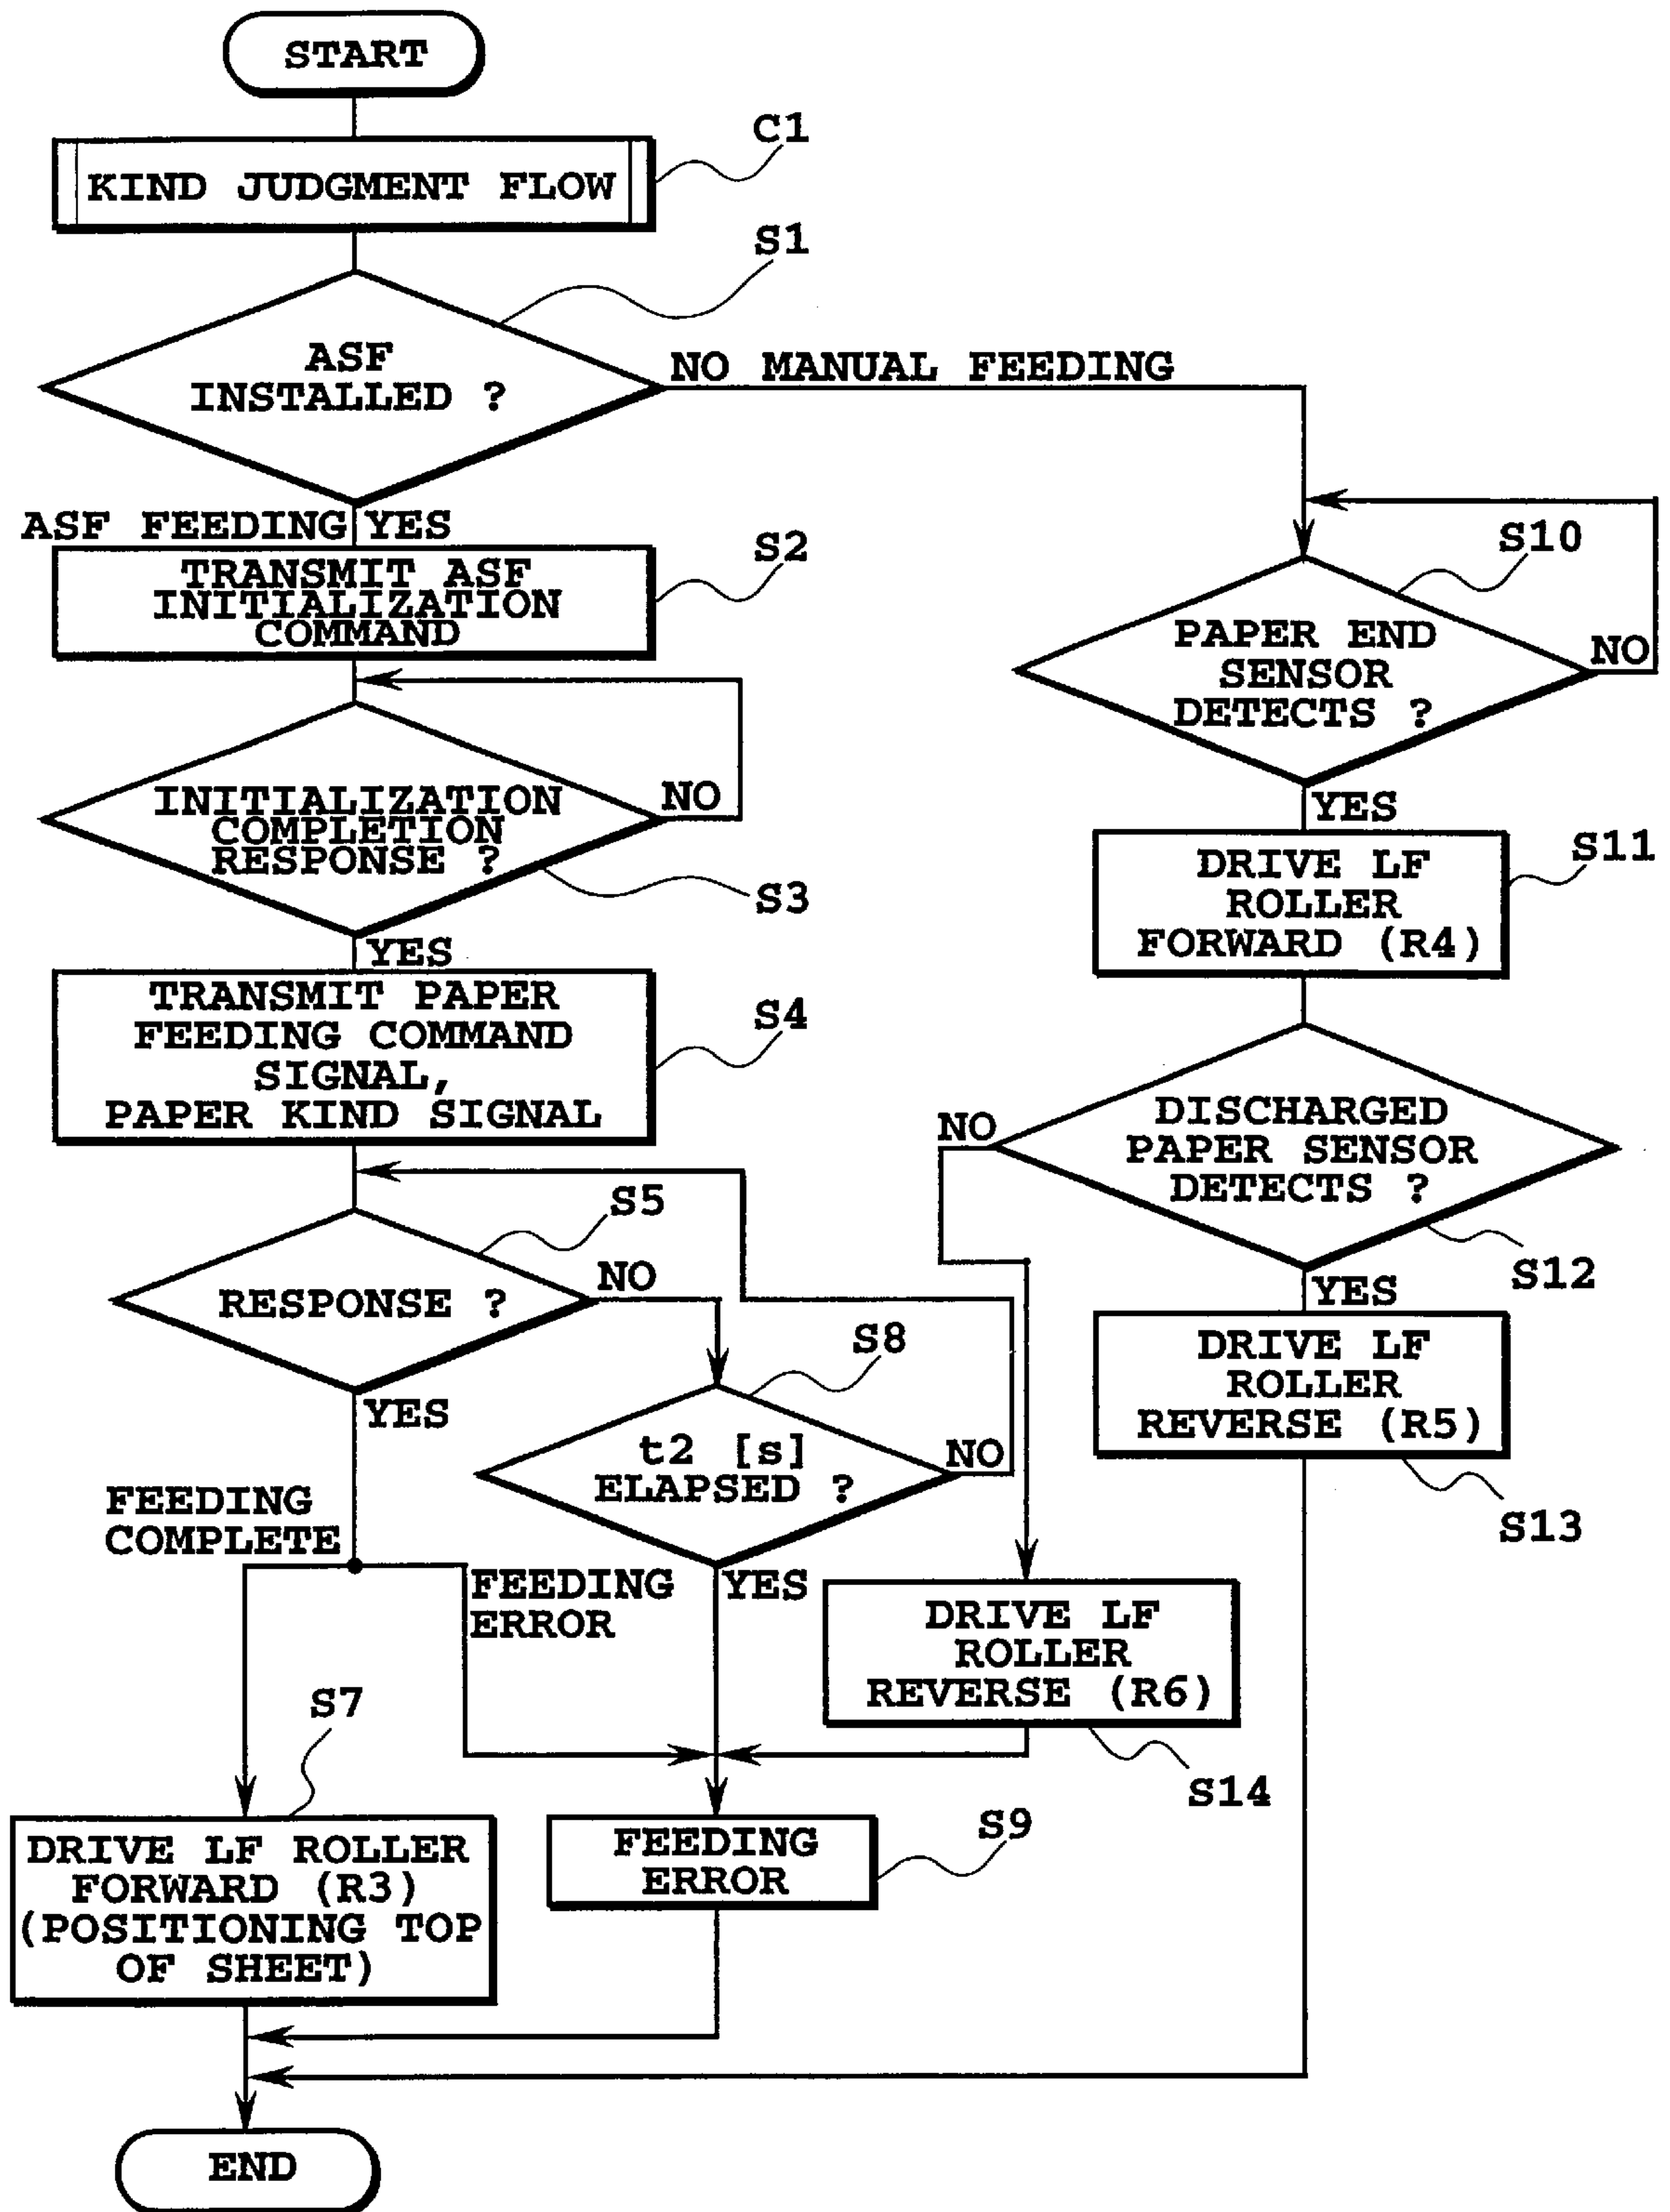 START
C1
KIND JUDGMENT FLOW
S1
ASF
INSTALLED ?
NO MANUAL FEEDING
ASF FEEDING YES
S2
TRANSMIT ASF
INITIALIZATION
COMMAND
INITIALIZATION
COMPLETION
RESPONSE ?
NO
S3
YES
TRANSMIT PAPER
FEEDING COMMAND
SIGNAL,
PAPER KIND SIGNAL
S4
S5
RESPONSE ?
NO
YES
S8
t2 [s]
ELAPSED ?
NO
YES
FEEDING
COMPLETE
FEEDING
ERROR
S7
DRIVE LF ROLLER
FORWARD (R3)
(POSITIONING TOP
OF SHEET)
S9
FEEDING
ERROR
S10
PAPER END
SENSOR
DETECTS ?
NO
YES
S11
DRIVE LF
ROLLER
FORWARD (R4)
NO
DISCHARGED
PAPER SENSOR
DETECTS ?
S12
YES
DRIVE LF
ROLLER
REVERSE (R5)
S13
DRIVE LF
ROLLER
REVERSE (R6)
S14
END